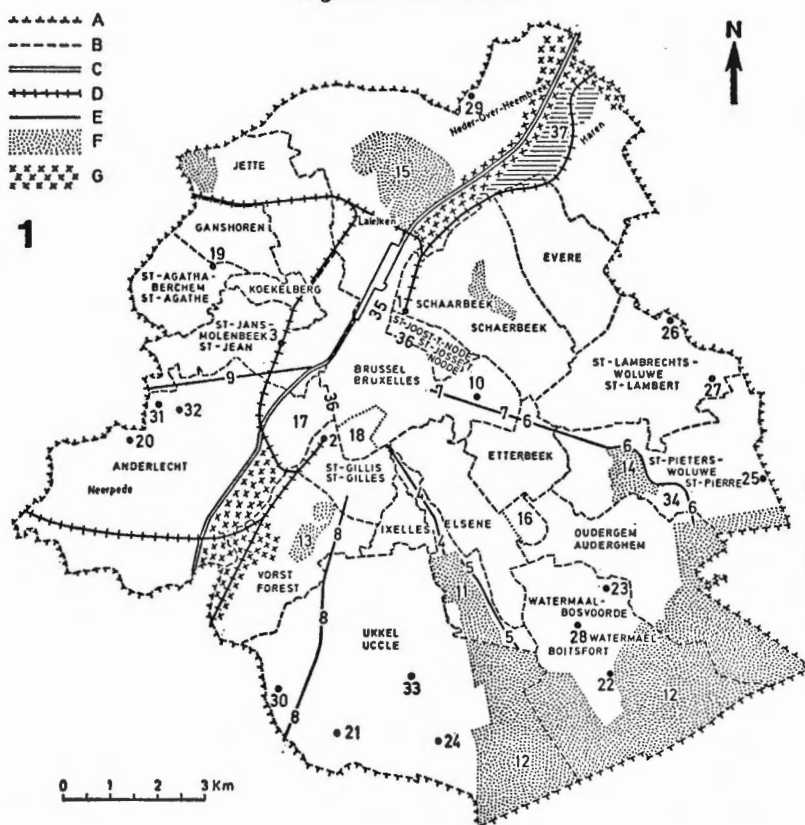 A
B
C
D
E
F
G
1
N
29
Neder-Over-Heembeek
37
Haren
JETTE
15
Laeken
GANSHOREN
19
ST-AGATHA-
BERCHEM
ST-AGATHE
KOEKELBERG
EVERE
35
1
SCHAARBEEK
SCHAERBEEK
ST-JANS-
MOLENBEEK
ST-JEAN
3
ST-JOOST-T-NODE
ST-JOSSE-T-
NOODE
36
26
ST-LAMBRECHTS-
WOLUWE
ST-LAMBERT
27
BRUSSEL
BRUXELLES
10
9
7
7
6
31
32
36
20
ANDERLECHT
Neerpede
17
2
18
ST-GILLIS
ST-GILLES
ETTERBEEK
6
14
ST-PIETERS-
WOLUWE
ST-PIERRE
25
34
6
16
IXELLES
ELSENE
13
8
OUDERGEM
AUDERGHEM
VORST
FOREST
5
11
23
WATERMAAL-
BOSVOORDE
28
WATERMAEL
BOITSFORT
UKKEL
UCCLE
8
5
22
12
33
30
8
21
24
12
0 1 2 3 Km